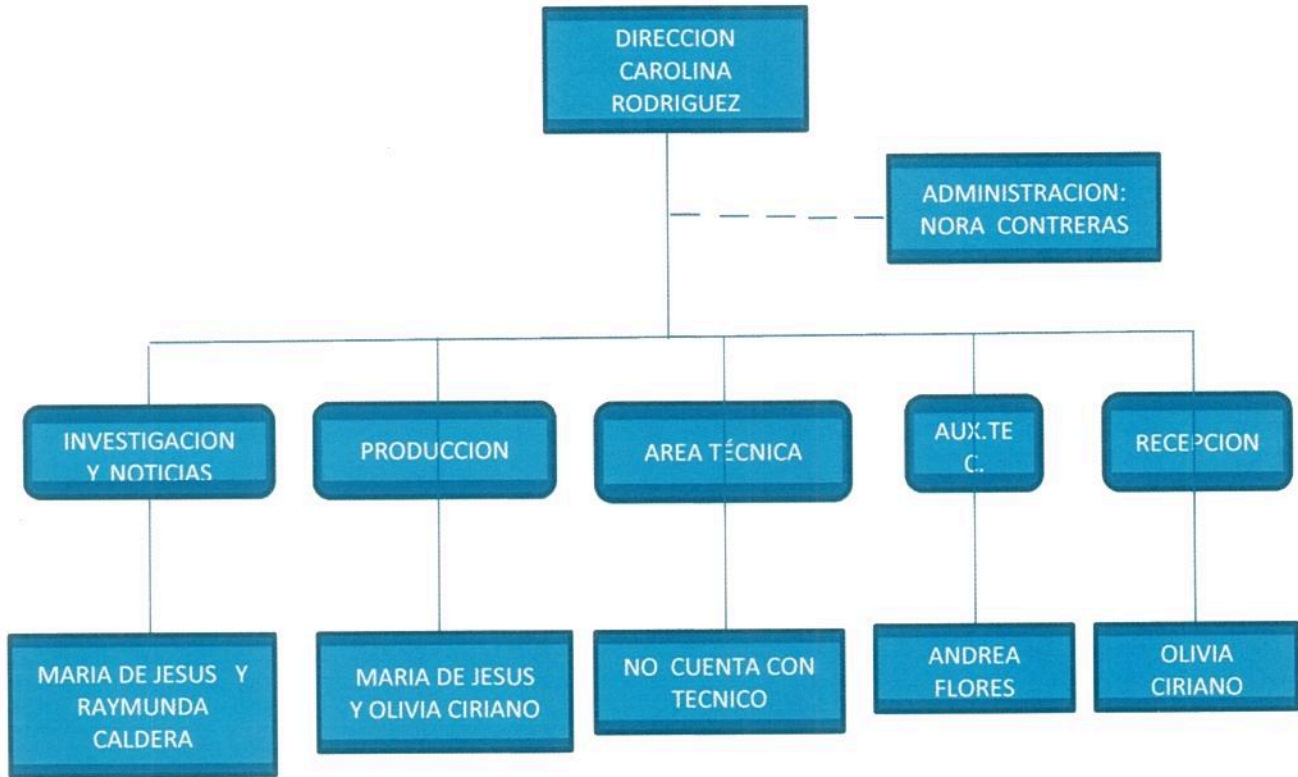 DIRECCION
CAROLINA
RODRIGUEZ
ADMINISTRACION:
NORA CONTRERAS
INVESTIGACION
Y NOTICIAS
PRODUCCION
AREA TÉCNICA
AUX.TE
C.
RECEPCION
MARIA DE JESUS Y
RAYMUNDA
CALDERA
MARIA DE JESUS
Y OLIVIA CIRIANO
NO CUENTA CON
TECNICO
ANDREA
FLORES
OLIVIA
CIRIANO